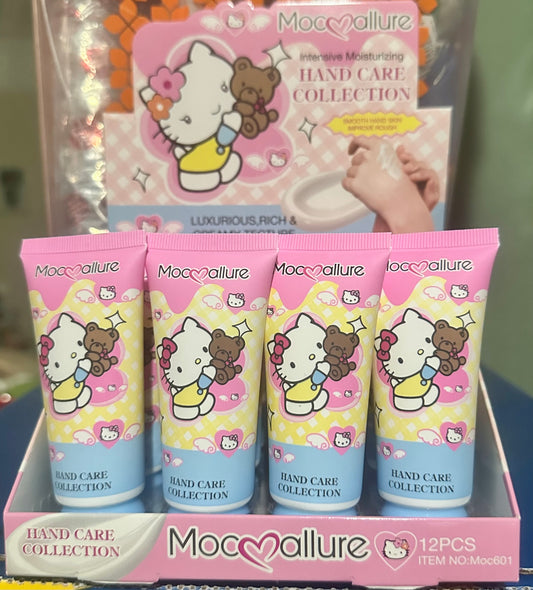 Mocallure
Intensive Moisturizing
HAND CARE
COLLECTION
SMOOTH HAND SKIN
IMPROVE ROUGH
LUXURIOUS,RICH &
CREAMY TEXTURE
Mocallure
Mocallure
Mocallure
Mocallure
HAND CARE
COLLECTION
HAND CARE
COLLECTION
HAND CARE
COLLECTION
HAND CARE
COLLECTION
HAND CARE
COLLECTION
Mocallure
12PCS
ITEM NO:Moc601